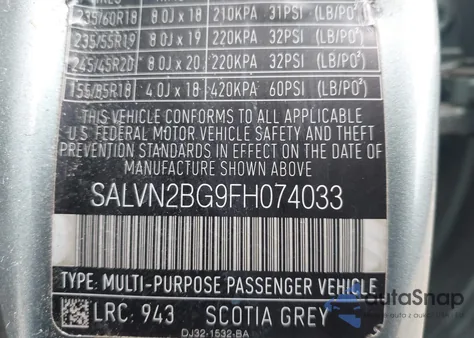 235/60R18 8.0J x 18 210KPA 31PSI (LB/PO²)
235/55R19 8.0J x 19 220KPA 32PSI (LB/PO²)
245/45R20 8.0J x 20 220KPA 32PSI (LB/PO²)
155/85R18 4.0J x 18 420KPA 60PSI (LB/PO²)
THIS VEHICLE CONFORMS TO ALL APPLICABLE
U.S. FEDERAL MOTOR VEHICLE SAFETY AND THEFT
PREVENTION STANDARDS IN EFFECT ON THE DATE OF
MANUFACTURE SHOWN ABOVE
SALVN2BG9FH074033
TYPE: MULTI-PURPOSE PASSENGER VEHICLE
LRC: 943 SCOTIA GREY
DJ32-1532-BA
autoSnap